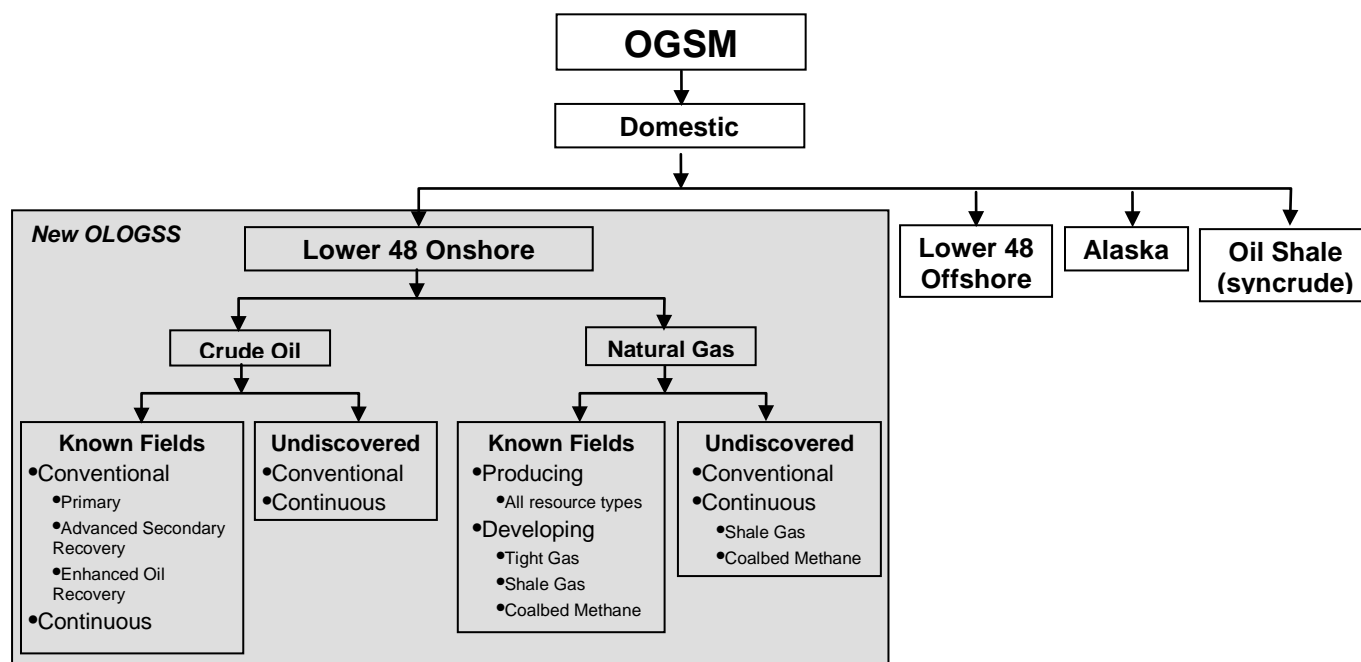 OGSM
Domestic
New OLOGSS
Lower 48 Onshore
Lower 48
Offshore
Alaska
Oil Shale
(syncrude)
Crude Oil
Natural Gas
Known Fields
•Conventional
•Primary
•Advanced Secondary
Recovery
•Enhanced Oil
Recovery
•Continuous
Undiscovered
•Conventional
•Continuous
Known Fields
•Producing
•All resource types
•Developing
•Tight Gas
•Shale Gas
•Coalbed Methane
Undiscovered
•Conventional
•Continuous
•Shale Gas
•Coalbed Methane